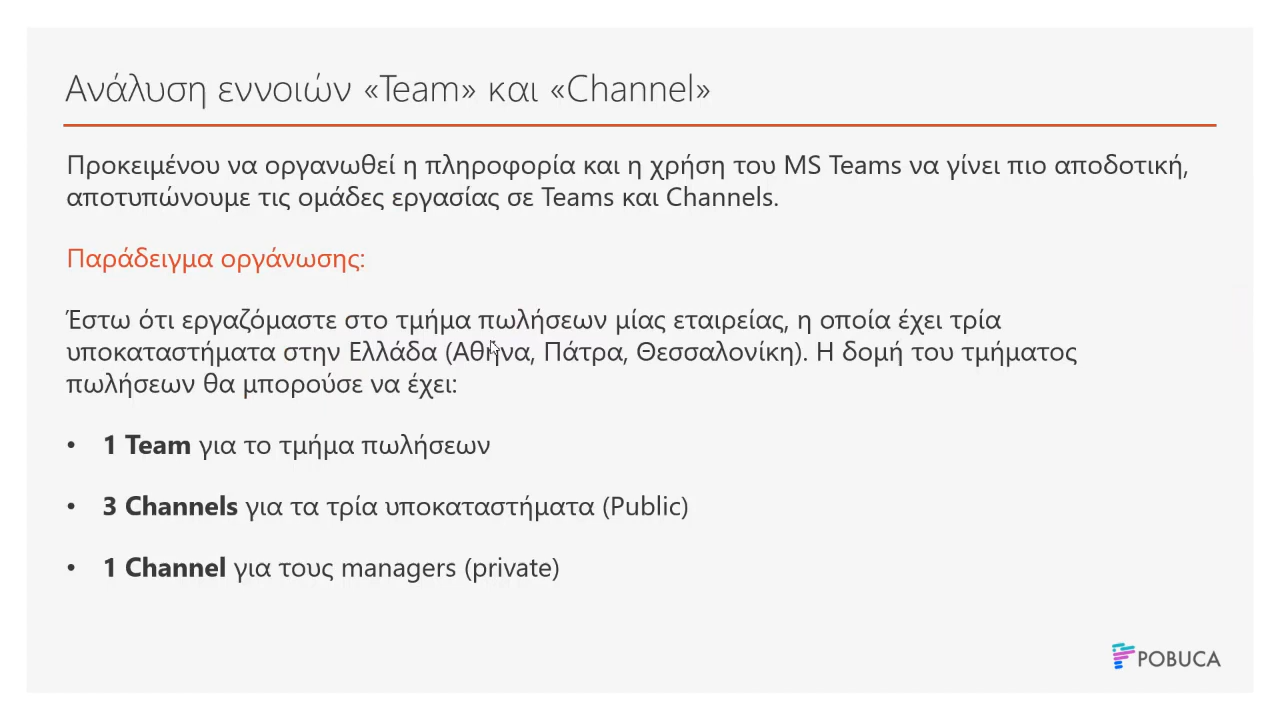 Ανάλυση εννοιών «Team» και «Channel»
Προκειμένου να οργανωθεί η πληροφορία και η χρήση του MS Teams να γίνει πιο αποδοτική,
αποτυπώνουμε τις ομάδες εργασίας σε Teams και Channels.
Παράδειγμα οργάνωσης:
Έστω ότι εργαζόμαστε στο τμήμα πωλήσεων μίας εταιρείας, η οποία έχει τρία
υποκαταστήματα στην Ελλάδα (Αθήνα, Πάτρα, Θεσσαλονίκη). Η δομή του τμήματος
πωλήσεων θα μπορούσε να έχει:
• 1 Team για το τμήμα πωλήσεων
• 3 Channels για τα τρία υποκαταστήματα (Public)
• 1 Channel για τους managers (private)
POBUCA